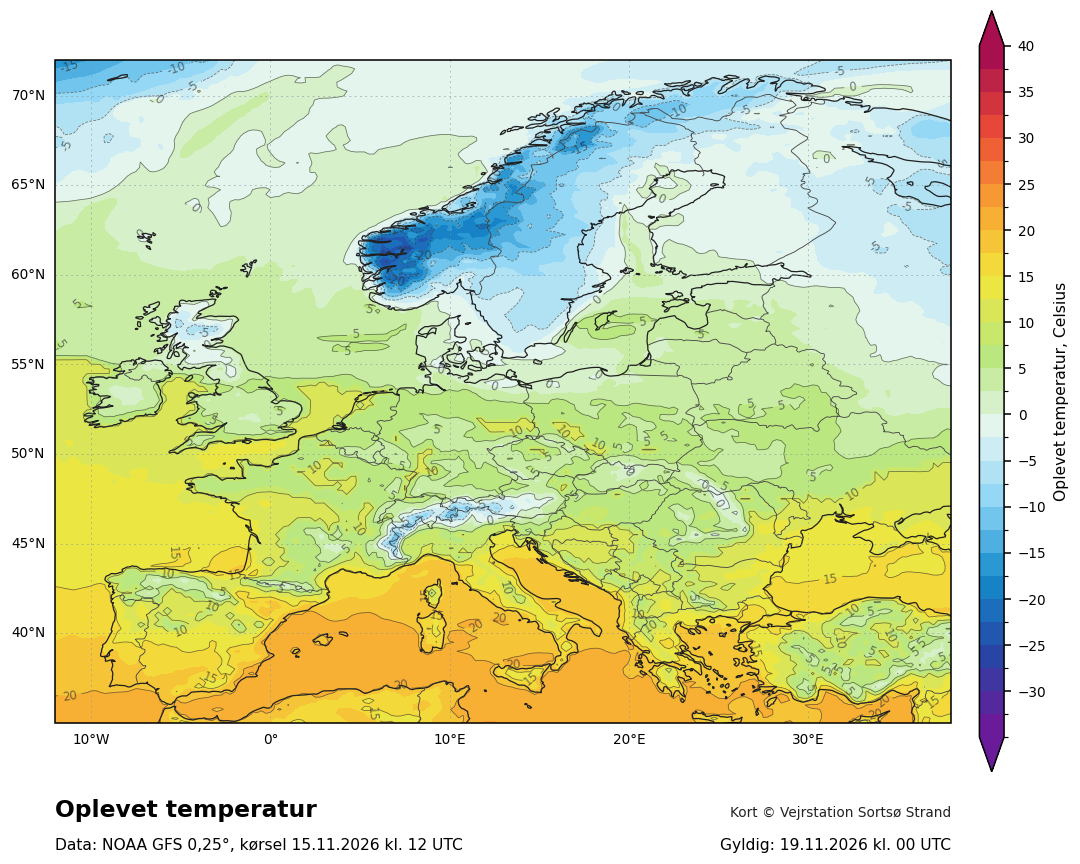 40
35
30
25
20
15
10
5
0
−5
−10
−15
−20
−25
−30
Oplevet temperatur, Celsius
70°N
65°N
60°N
55°N
50°N
45°N
40°N
10°W
0°
10°E
20°E
30°E
Oplevet temperatur
Kort © Vejrstation Sortsø Strand
Data: NOAA GFS 0,25°, kørsel 15.11.2026 kl. 12 UTC
Gyldig: 19.11.2026 kl. 00 UTC